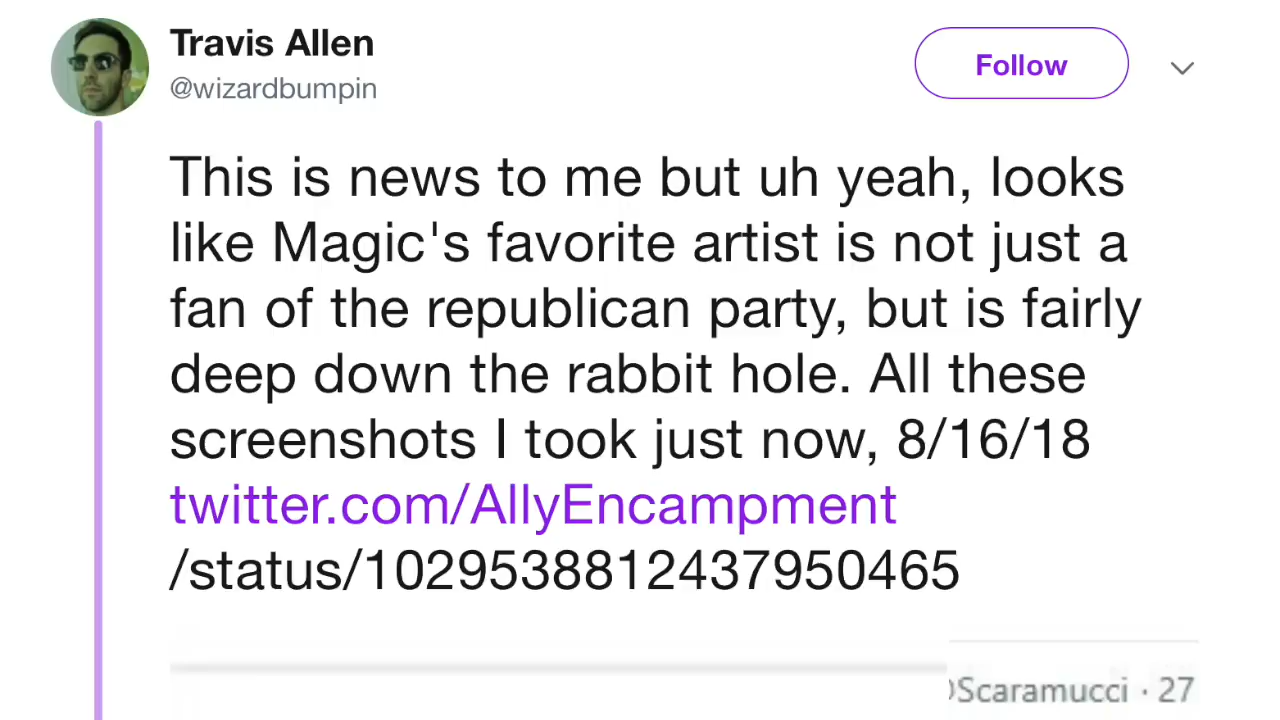 Travis Allen
@wizardbumpin
Follow
This is news to me but uh yeah, looks
like Magic's favorite artist is not just a
fan of the republican party, but is fairly
deep down the rabbit hole. All these
screenshots I took just now, 8/16/18
twitter.com/AllyEncampment
/status/1029538812437950465
Scaramucci · 27